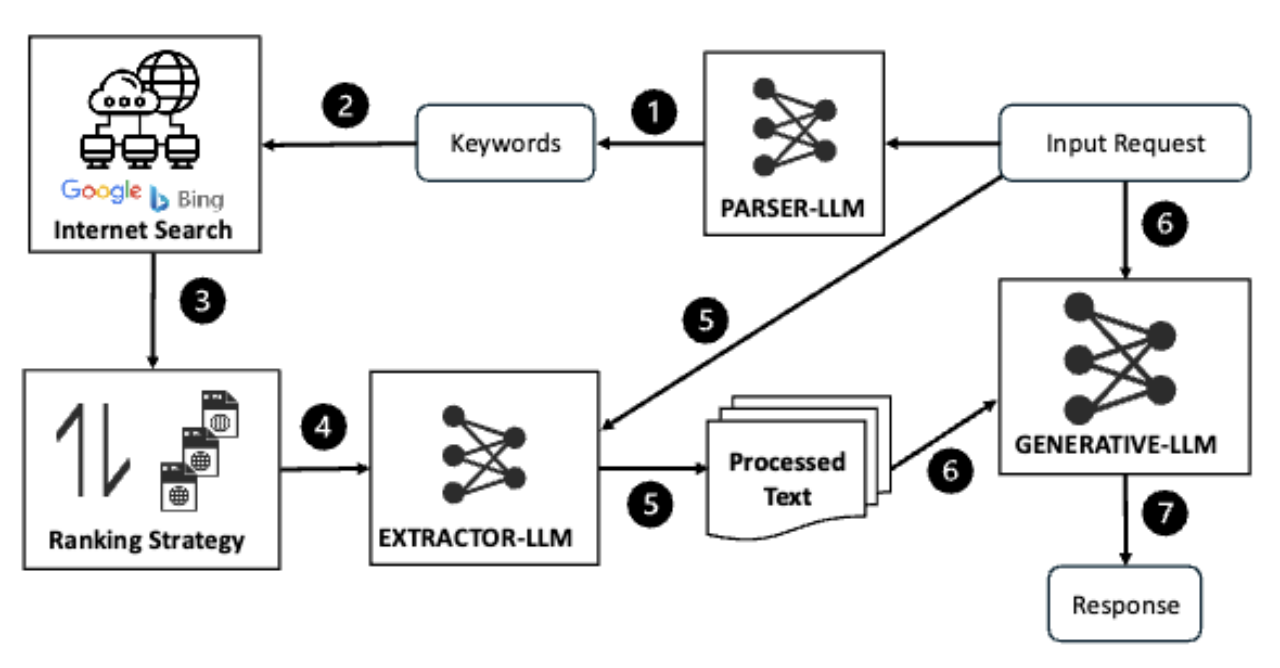 2
1
Keywords
Input Request
Google
Bing
Internet Search
PARSER-LLM
6
3
5
4
Processed
Text
GENERATIVE-LLM
Ranking Strategy
EXTRACTOR-LLM
5
6
7
Response